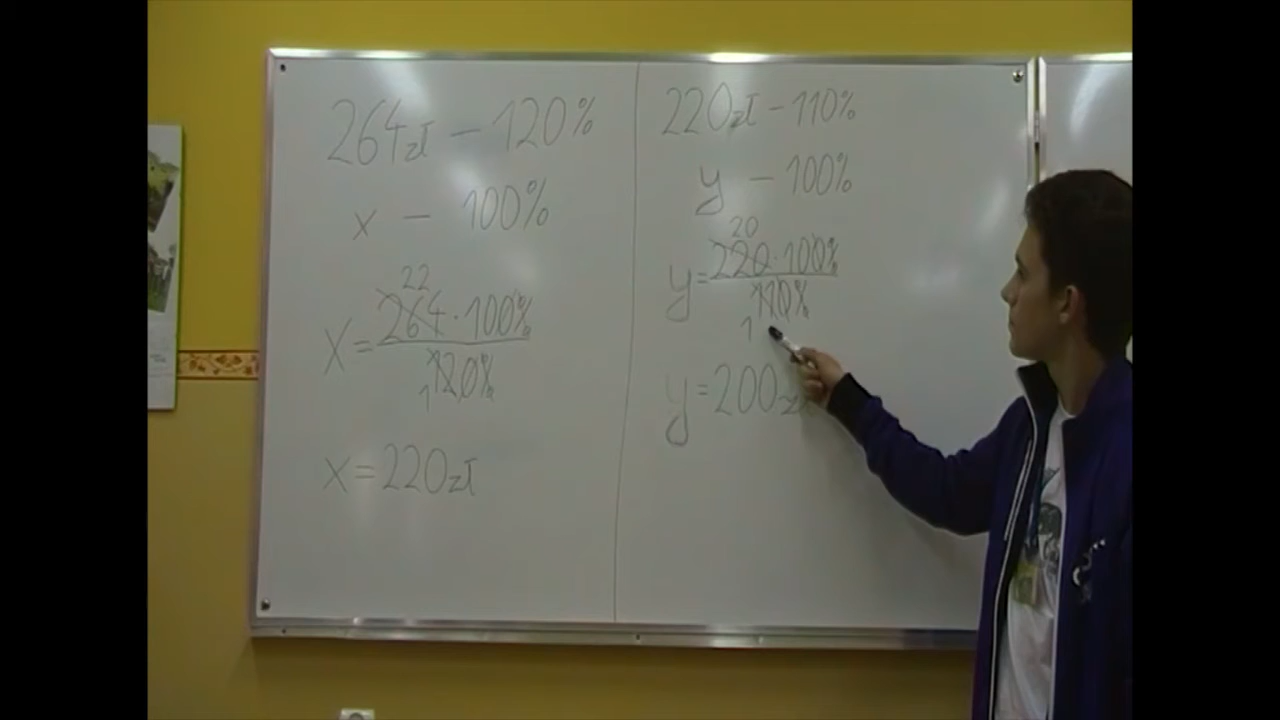 264zł - 120%
x - 100%
22
x = 264 · 100%
120%
1
x = 220zł
220zł - 110%
y - 100%
20
y = 220 · 100%
110%
1
y = 200zł